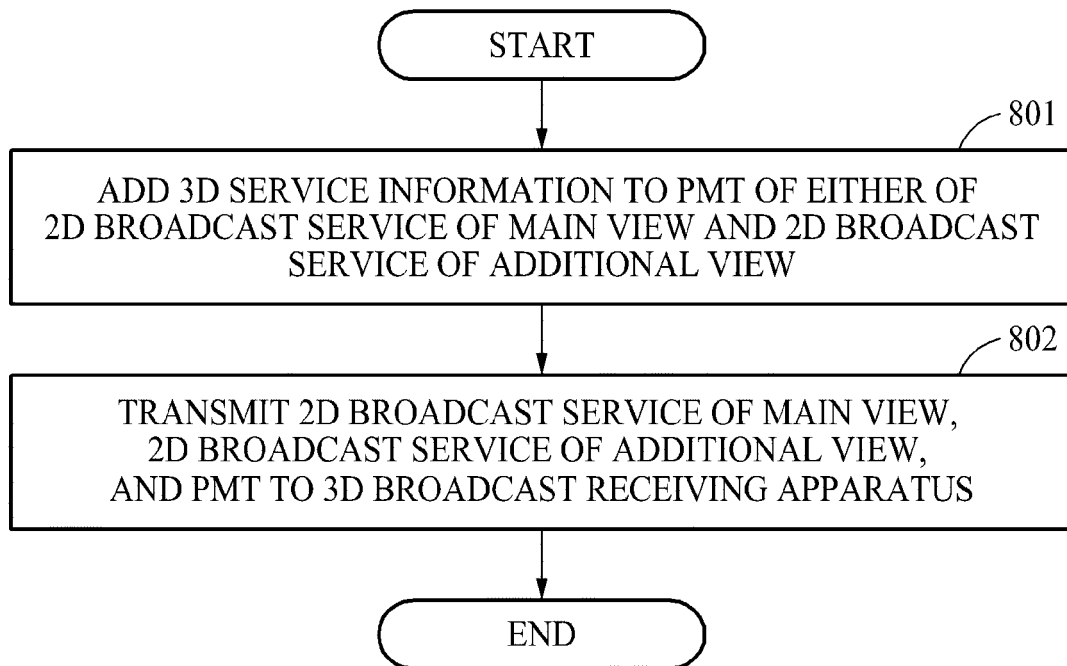 START
801
ADD 3D SERVICE INFORMATION TO PMT OF EITHER OF
2D BROADCAST SERVICE OF MAIN VIEW AND 2D BROADCAST
SERVICE OF ADDITIONAL VIEW
802
TRANSMIT 2D BROADCAST SERVICE OF MAIN VIEW,
2D BROADCAST SERVICE OF ADDITIONAL VIEW,
AND PMT TO 3D BROADCAST RECEIVING APPARATUS
END